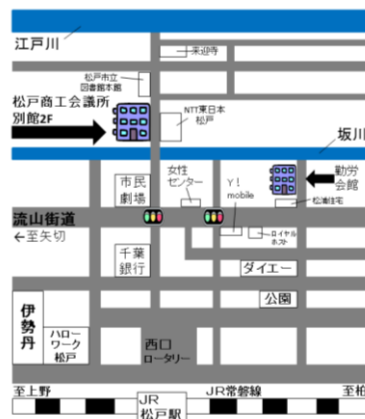 江戸川
来迎寺
松戸市立
図書館本館
松戸商工会議所
別館2F
NTT東日本
松戸
坂川
市民
劇場
女性
センター
Y!
mobile
勤労
会館
松浦住宅
流山街道
←至矢切
ロイヤル
ホスト
千葉
銀行
ダイエー
公園
伊勢丹
ハロー
ワーク
松戸
西口
ロータリー
至上野
JR
松戸駅
JR常磐線
至柏